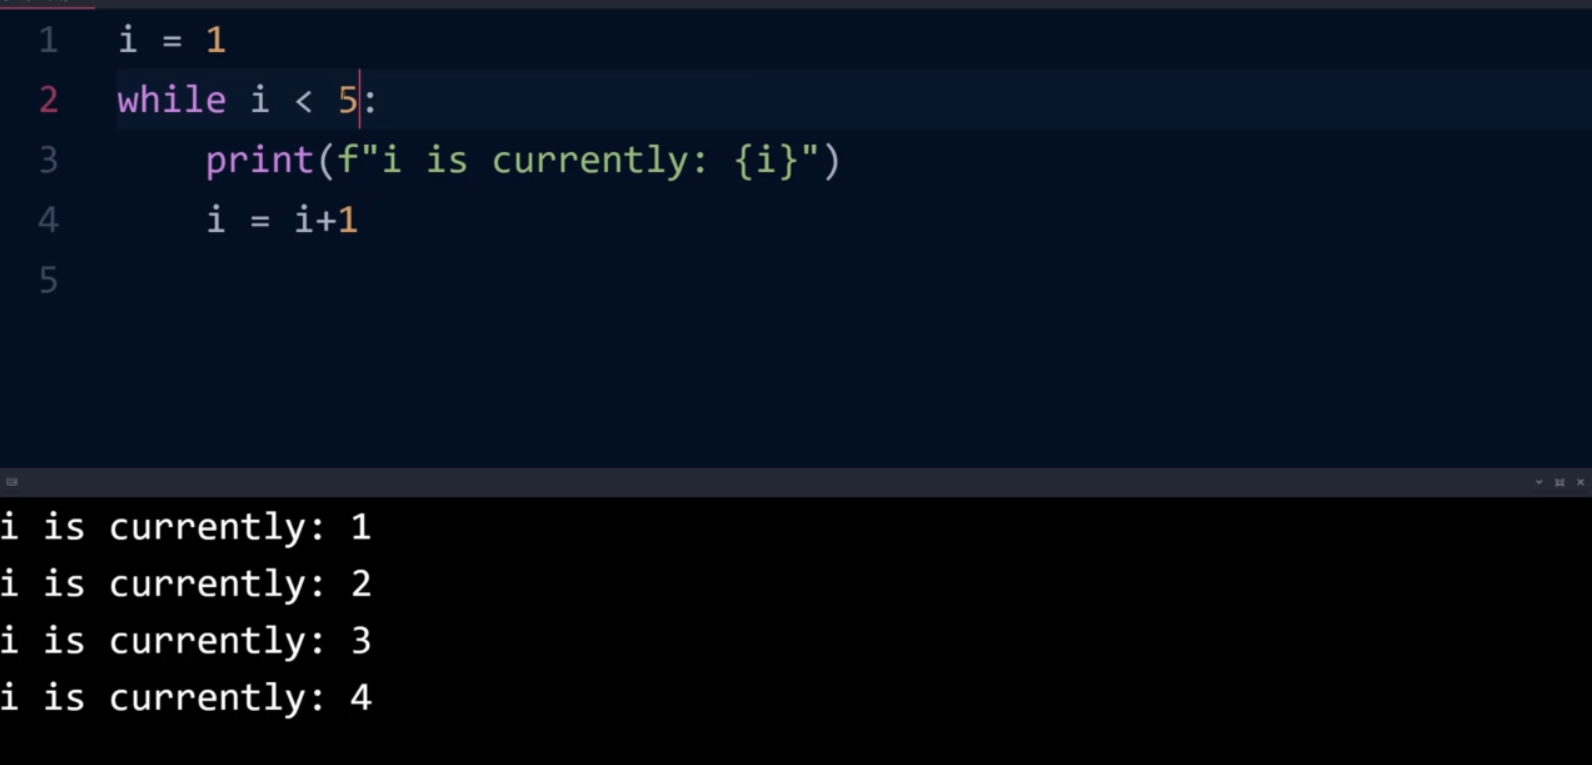 1 i = 1
2 while i < 5:
3     print(f"i is currently: {i}")
4     i = i+1
5
i is currently: 1
i is currently: 2
i is currently: 3
i is currently: 4